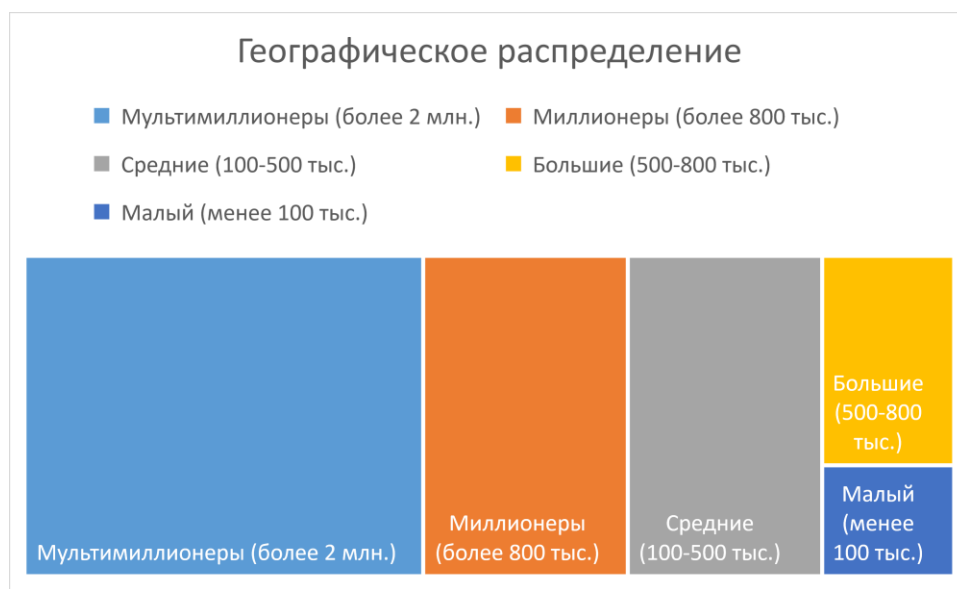 Географическое распределение
Мультимиллионеры (более 2 млн.)
Миллионеры (более 800 тыс.)
Средние (100-500 тыс.)
Большие (500-800 тыс.)
Малый (менее 100 тыс.)
Мультимиллионеры (более 2 млн.)
Миллионеры
(более 800 тыс.)
Средние
(100-500 тыс.)
Большие
(500-800
тыс.)
Малый
(менее
100 тыс.)